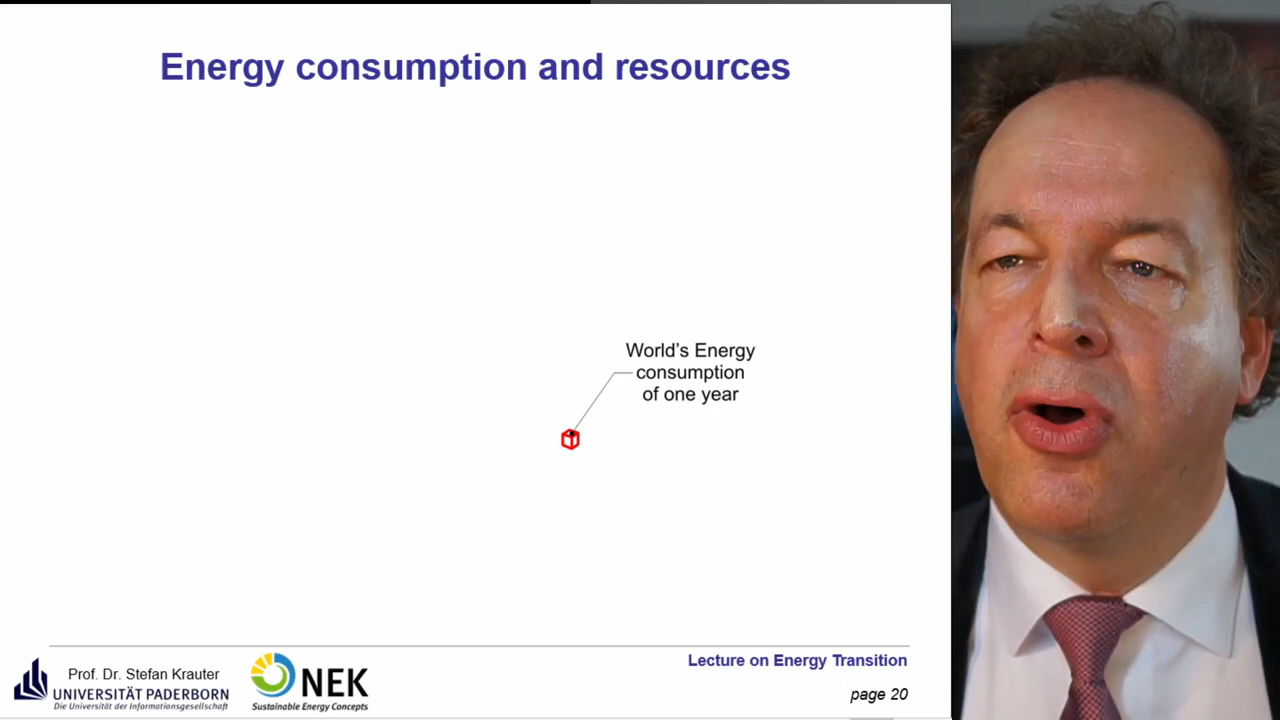 Energy consumption and resources
World's Energy
consumption
of one year
Prof. Dr. Stefan Krauter
UNIVERSITÄT PADERBORN
Die Universität der Informationsgesellschaft
NEK
Sustainable Energy Concepts
Lecture on Energy Transition
page 20